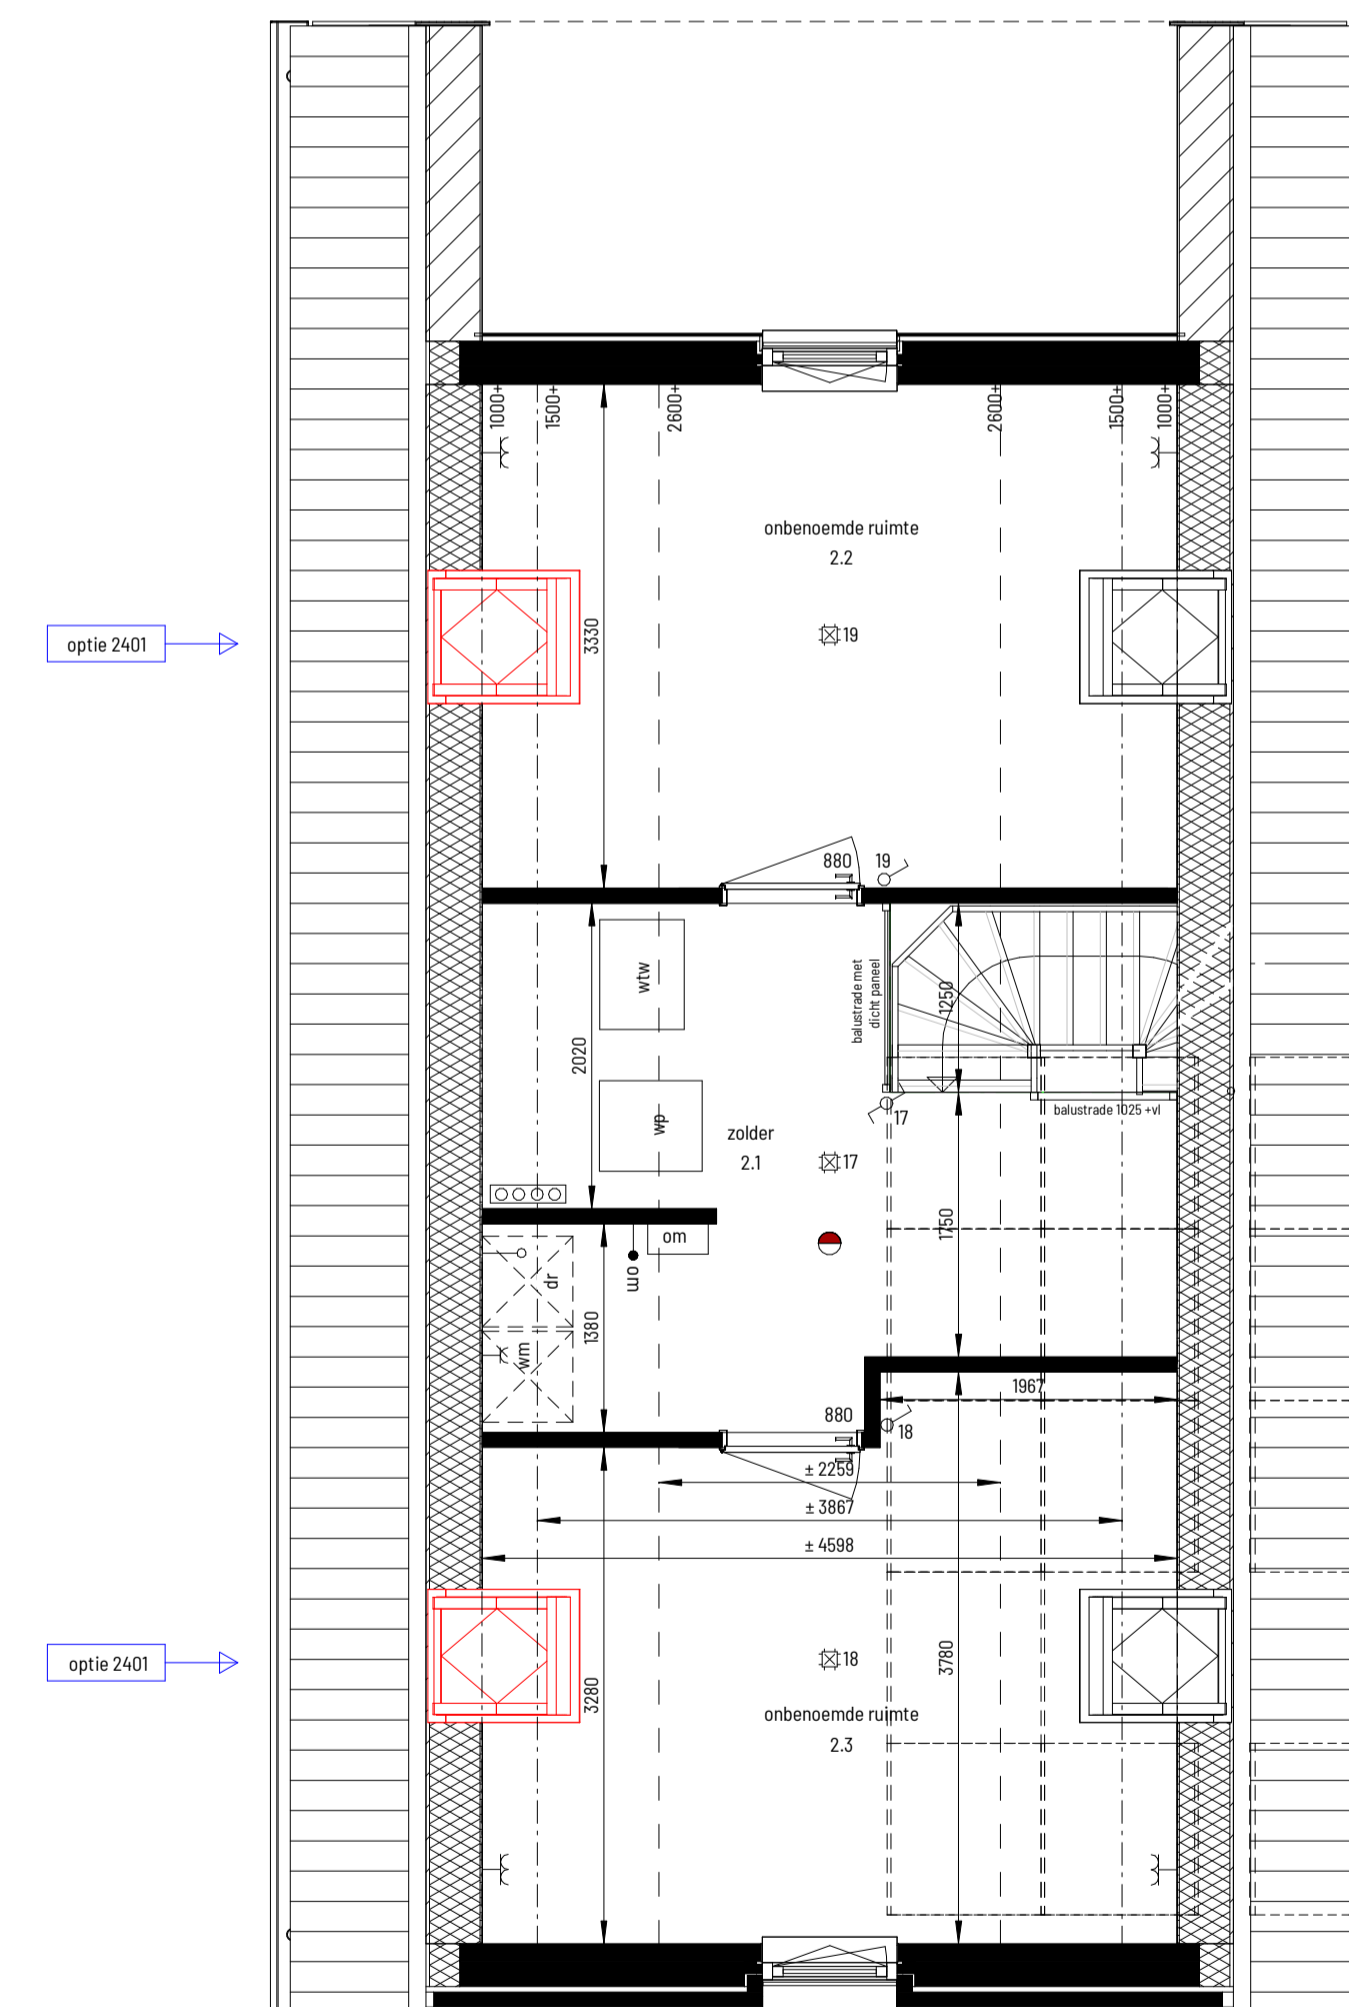 1000+
1500+
2600+
2600+
1500+
1000+
onbenoemde ruimte
2.2
19
optie 2401
3330
880
19
wtw
balustrade met
dicht paneel
1250
2020
wp
17
balustrade 1025 +vl
zolder
2.1
17
om
1750
dr
wo
1380
wm
1967
880
18
± 2259
± 3867
± 4598
optie 2401
18
3780
3280
onbenoemde ruimte
2.3